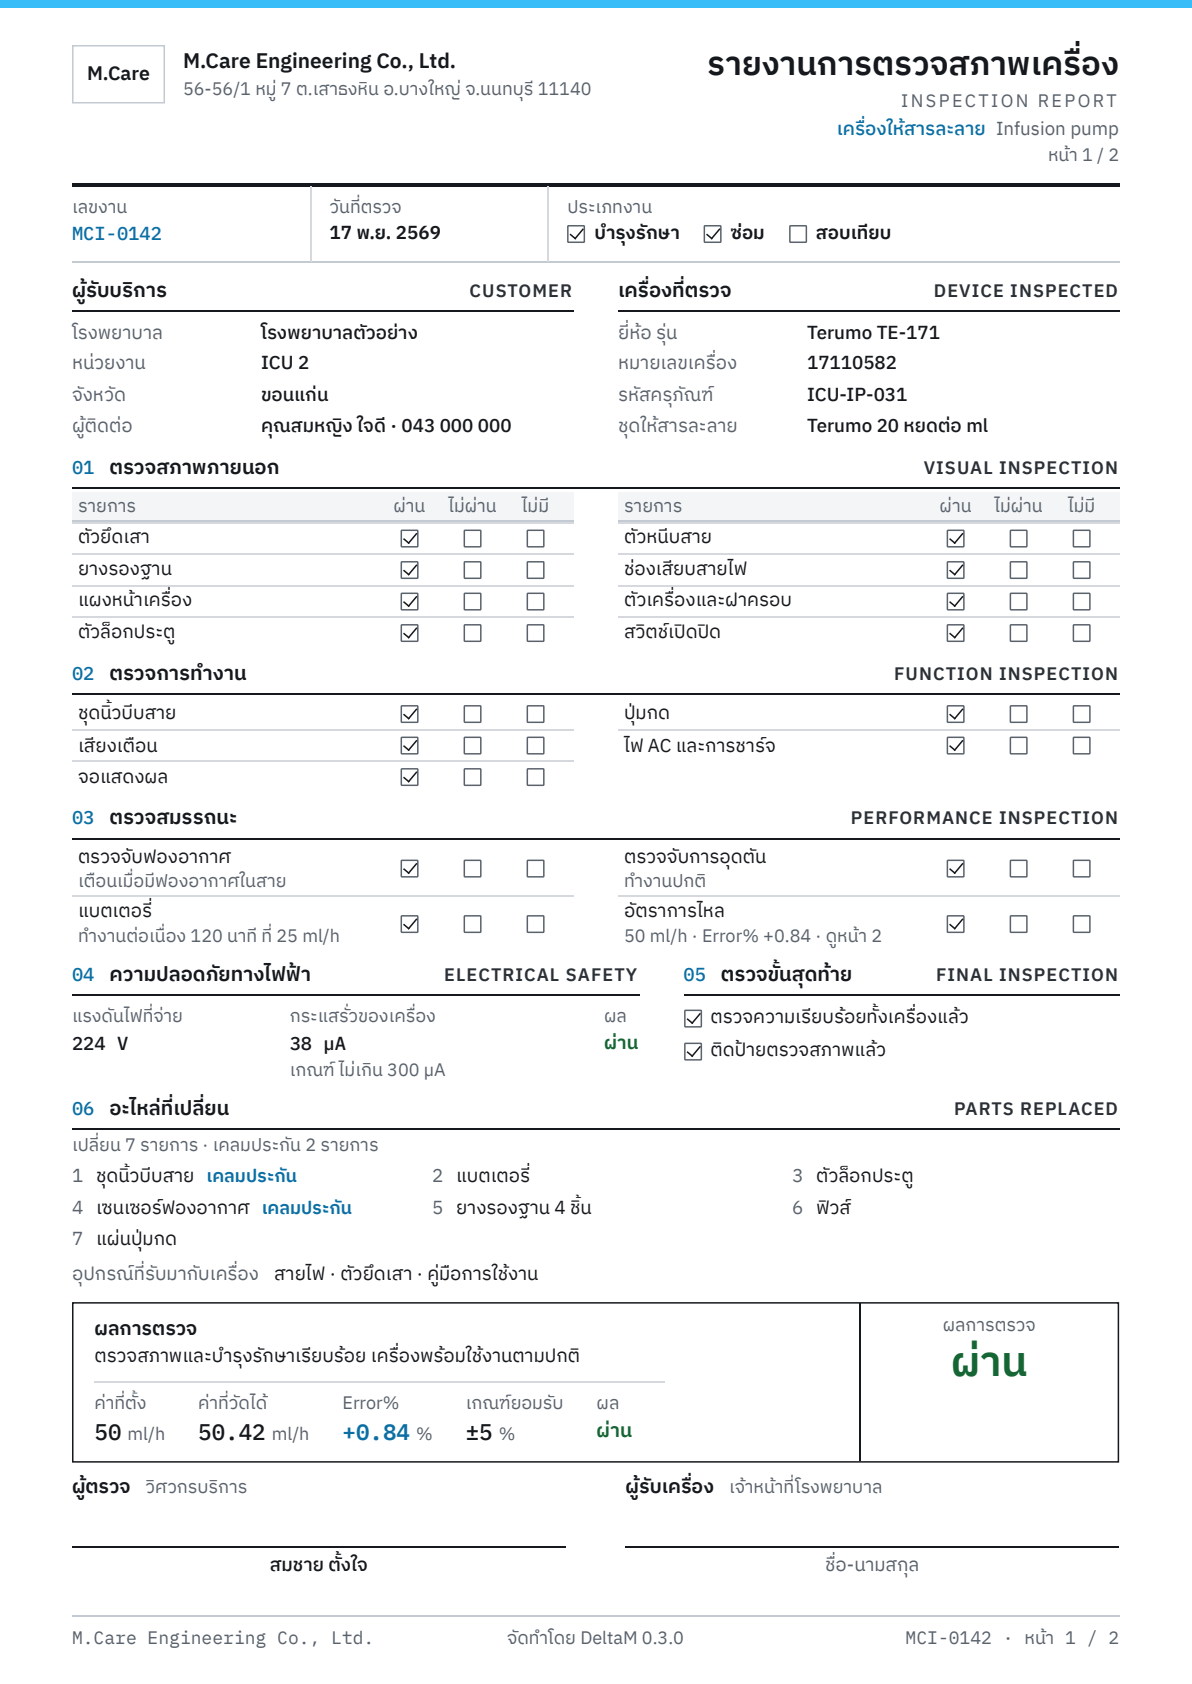 M.Care
M.Care Engineering Co., Ltd.
56-56/1 หมู่ 7 ต.เสาธงหิน อ.บางใหญ่ จ.นนทบุรี 11140
รายงานการตรวจสภาพเครื่อง
INSPECTION REPORT
เครื่องให้สารละลาย Infusion pump
หน้า 1 / 2
เลขงาน
MCI-0142
วันที่ตรวจ
17 พ.ย. 2569
ประเภทงาน
บำรุงรักษา ซ่อม สอบเทียบ
ผู้รับบริการ CUSTOMER
โรงพยาบาล โรงพยาบาลตัวอย่าง
หน่วยงาน ICU 2
จังหวัด ขอนแก่น
ผู้ติดต่อ คุณสมหญิง ใจดี · 043 000 000
เครื่องที่ตรวจ DEVICE INSPECTED
ยี่ห้อ รุ่น Terumo TE-171
หมายเลขเครื่อง 17110582
รหัสครุภัณฑ์ ICU-IP-031
ชุดให้สารละลาย Terumo 20 หยดต่อ ml
01 ตรวจสภาพภายนอก VISUAL INSPECTION
รายการ ผ่าน ไม่ผ่าน ไม่มี รายการ ผ่าน ไม่ผ่าน ไม่มี
ตัวยึดเสา ตัวหนีบสาย
ยางรองฐาน ช่องเสียบสายไฟ
แผงหน้าเครื่อง ตัวเครื่องและฝาครอบ
ตัวล็อกประตู สวิตช์เปิดปิด
02 ตรวจการทำงาน FUNCTION INSPECTION
ชุดนิ้วบีบสาย ปุ่มกด
เสียงเตือน ไฟ AC และการชาร์จ
จอแสดงผล
03 ตรวจสมรรถนะ PERFORMANCE INSPECTION
ตรวจจับฟองอากาศ ตรวจจับการอุดตัน
เตือนเมื่อมีฟองอากาศในสาย ทำงานปกติ
แบตเตอรี่ อัตราการไหล
ทำงานต่อเนื่อง 120 นาที ที่ 25 ml/h 50 ml/h · Error% +0.84 · ดูหน้า 2
04 ความปลอดภัยทางไฟฟ้า ELECTRICAL SAFETY
แรงดันไฟที่จ่าย กระแสรั่วของเครื่อง ผล
224 V 38 µA ผ่าน
เกณฑ์ ไม่เกิน 300 µA
05 ตรวจขั้นสุดท้าย FINAL INSPECTION
ตรวจความเรียบร้อยทั้งเครื่องแล้ว
ติดป้ายตรวจสภาพแล้ว
06 อะไหล่ที่เปลี่ยน PARTS REPLACED
เปลี่ยน 7 รายการ · เคลมประกัน 2 รายการ
1 ชุดนิ้วบีบสาย เคลมประกัน 2 แบตเตอรี่ 3 ตัวล็อกประตู
4 เซนเซอร์ฟองอากาศ เคลมประกัน 5 ยางรองฐาน 4 ชิ้น 6 ฟิวส์
7 แผ่นปุ่มกด
อุปกรณ์ที่รับมากับเครื่อง สายไฟ · ตัวยึดเสา · คู่มือการใช้งาน
ผลการตรวจ
ตรวจสภาพและบำรุงรักษาเรียบร้อย เครื่องพร้อมใช้งานตามปกติ
ค่าที่ตั้ง ค่าที่วัดได้ Error% เกณฑ์ยอมรับ ผล
50 ml/h 50.42 ml/h +0.84 % ±5 % ผ่าน
ผลการตรวจ
ผ่าน
ผู้ตรวจ วิศวกรบริการ
สมชาย ตั้งใจ
ผู้รับเครื่อง เจ้าหน้าที่โรงพยาบาล
ชื่อ-นามสกุล
M.Care Engineering Co., Ltd. จัดทำโดย DeltaM 0.3.0 MCI-0142 · หน้า 1 / 2